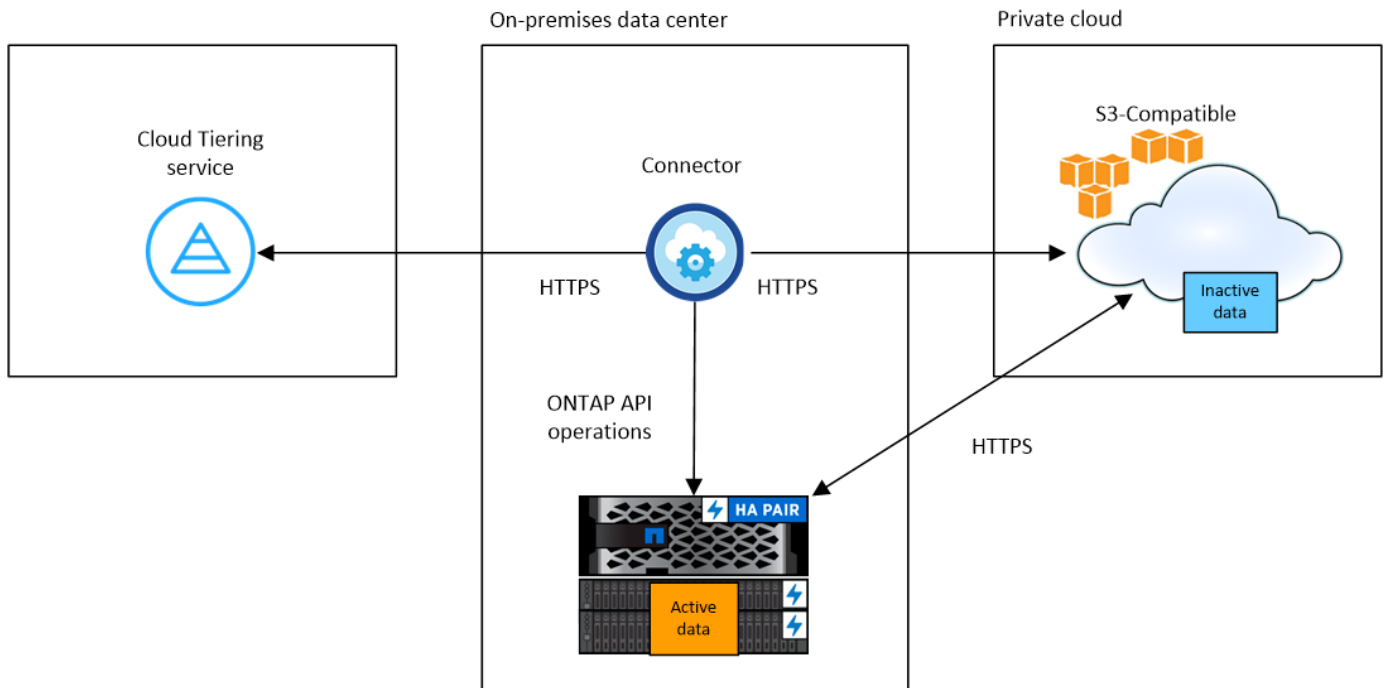 On-premises data center
Private cloud
Cloud Tiering
service
Connector
S3-Compatible
HTTPS
HTTPS
Inactive
data
ONTAP API
operations
HTTPS
HA PAIR
Active
data